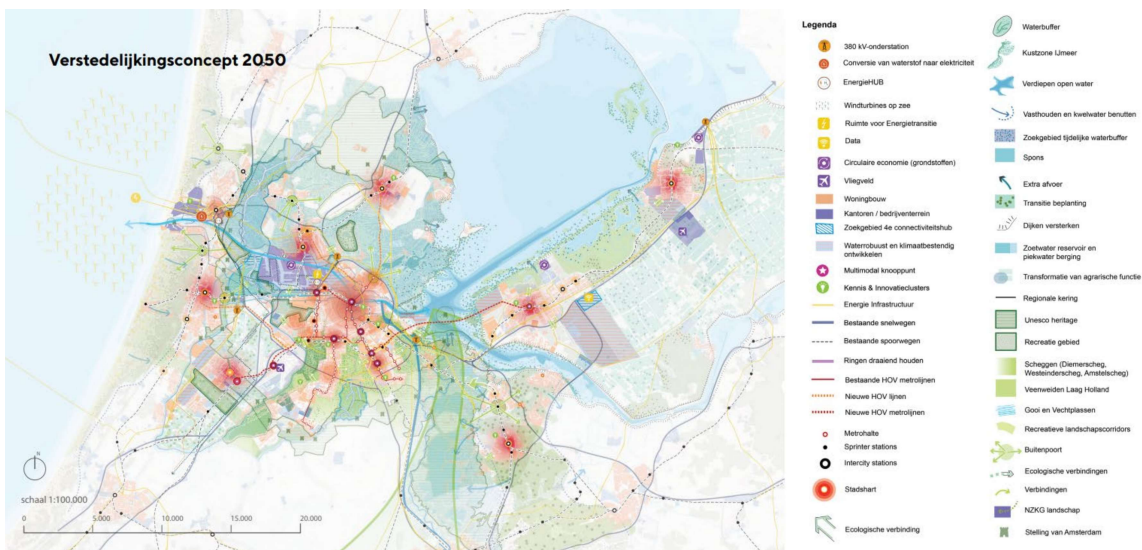 Verstedelijkingsconcept 2050
N
schaal 1:100.000
0 5.000 10.000 15.000 20.000
Legenda
380 kV-onderstation
Conversie van waterstof naar elektriciteit
EnergieHUB
Windturbines op zee
Ruimte voor Energietransitie
Data
Circulaire economie (grondstoffen)
Vliegveld
Woningbouw
Kantoren / bedrijventerrein
Zoekgebied 4e connectiviteitshub
Waterrobuust en klimaatbestendig
ontwikkelen
Multimodal knooppunt
Kennis & Innovatieclusters
Energie Infrastructuur
Bestaande snelwegen
Bestaande spoorwegen
Ringen draaiend houden
Bestaande HOV metrolijnen
Nieuwe HOV lijnen
Nieuwe HOV metrolijnen
Metrohalte
Sprinter stations
Intercity stations
Stadshart
Ecologische verbinding
Waterbuffer
Kustzone IJmeer
Verdiepen open water
Vasthouden en kwelwater benutten
Zoekgebied tijdelijke waterbuffer
Spons
Extra afvoer
Transitie beplanting
Dijken versterken
Zoetwater reservoir en
piekwater berging
Transformatie van agrarische functie
Regionale kering
Unesco heritage
Recreatie gebied
Scheggen (Diemerscheg,
Westeinderscheg, Amstelscheg)
Veenweiden Laag Holland
Gooi en Vechtplassen
Recreatieve landschapscorridors
Buitenpoort
Ecologische verbindingen
Verbindingen
NZKG landschap
Stelling van Amsterdam